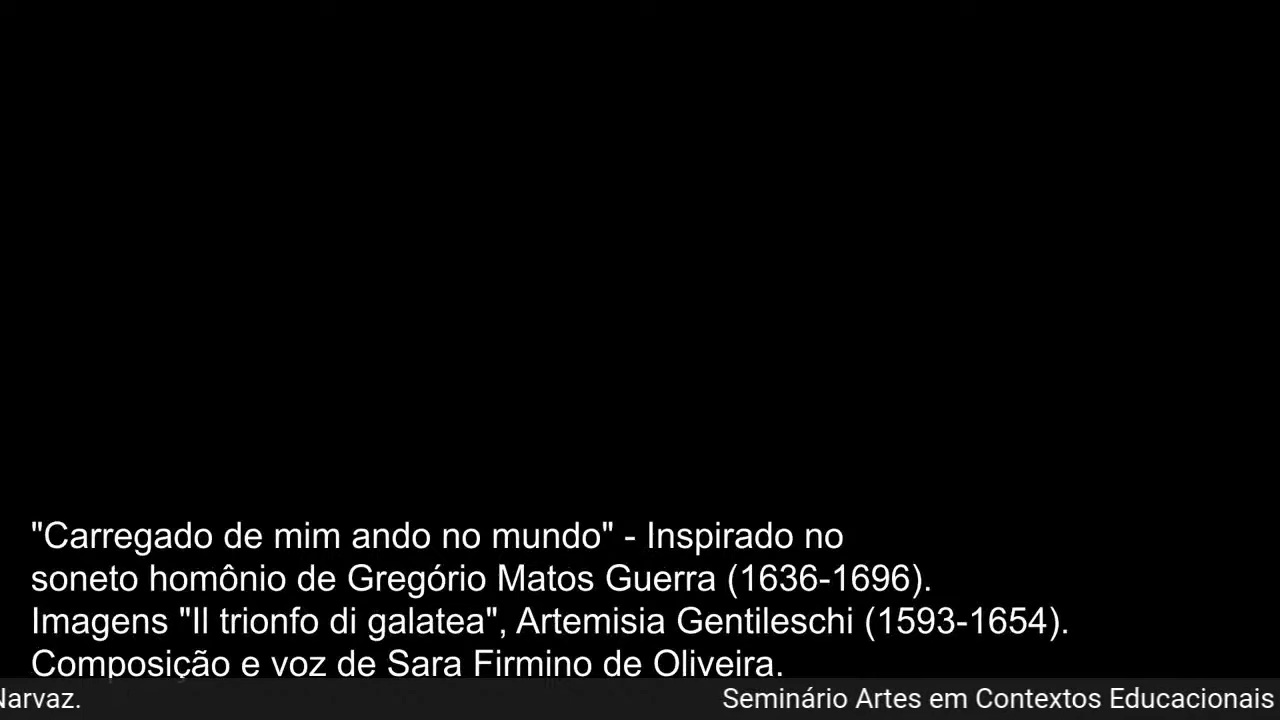 "Carregado de mim ando no mundo" - Inspirado no
soneto homônio de Gregório Matos Guerra (1636-1696).
Imagens "Il trionfo di galatea", Artemisia Gentileschi (1593-1654).
Composição e voz de Sara Firmino de Oliveira.
Narvaz. Seminário Artes em Contextos Educacionais